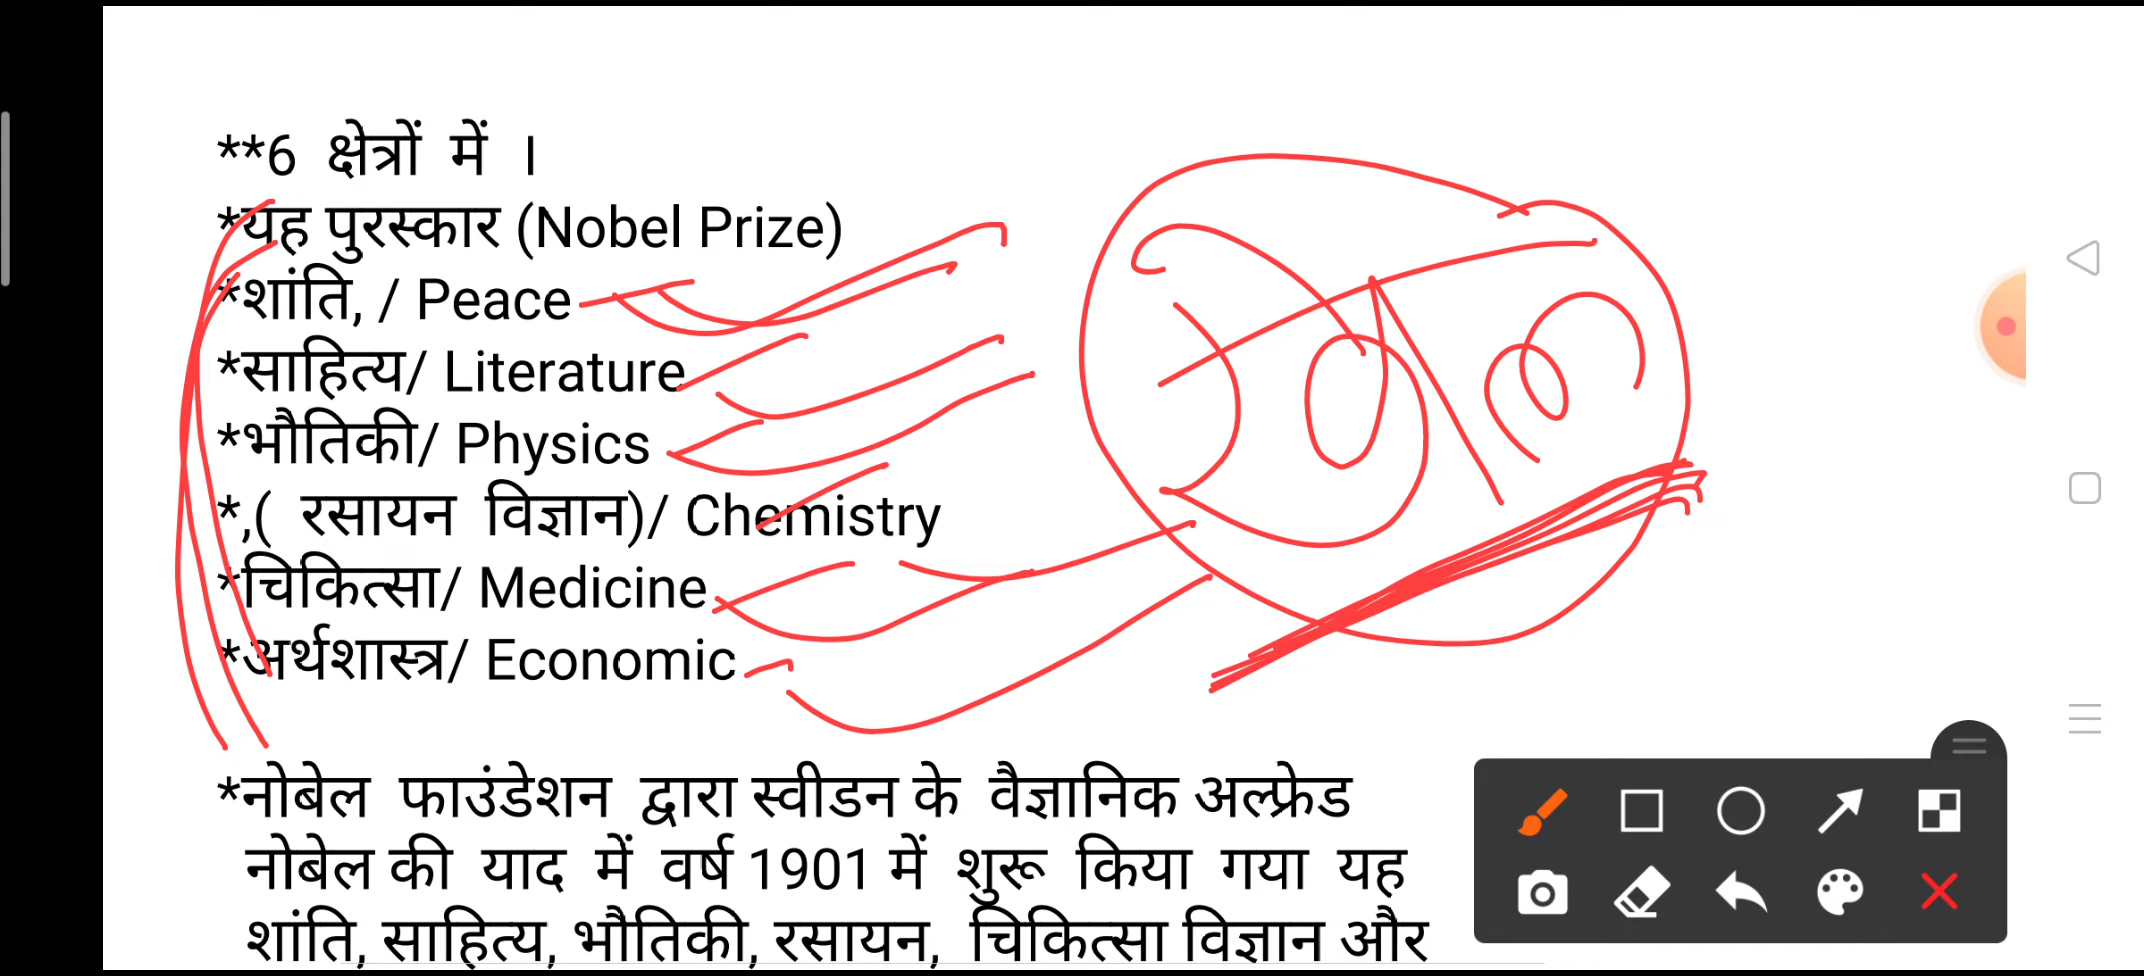 **6 क्षेत्रों में ।
*यह पुरस्कार (Nobel Prize)
*शांति, / Peace
*साहित्य/ Literature
*भौतिकी/ Physics
*,( रसायन विज्ञान)/ Chemistry
*चिकित्सा/ Medicine
*अर्थशास्त्र/ Economic
*नोबेल फाउंडेशन द्वारा स्वीडन के वैज्ञानिक अल्फ्रेड
नोबेल की याद में वर्ष 1901 में शुरू किया गया यह
शांति, साहित्य, भौतिकी, रसायन, चिकित्सा विज्ञान और